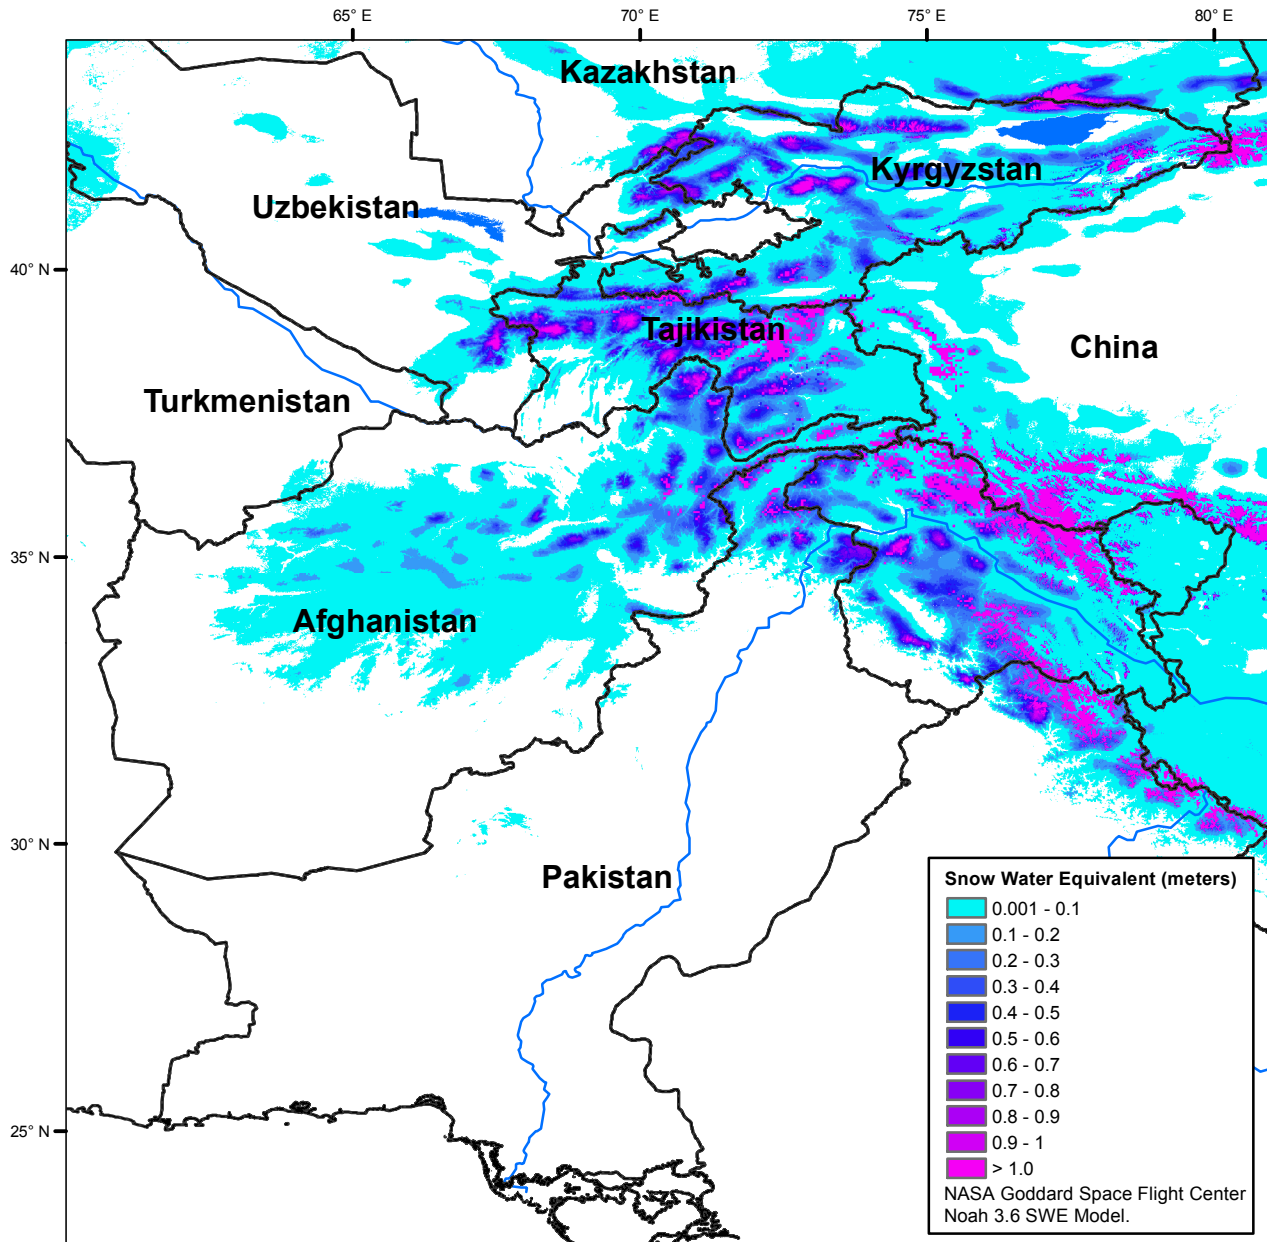 65° E
70° E
75° E
80° E
Kazakhstan
Kyrgyzstan
Uzbekistan
40° N
Tajikistan
China
Turkmenistan
35° N
Afghanistan
30° N
Pakistan
25° N
Snow Water Equivalent (meters)
0.001 - 0.1
0.1 - 0.2
0.2 - 0.3
0.3 - 0.4
0.4 - 0.5
0.5 - 0.6
0.6 - 0.7
0.7 - 0.8
0.8 - 0.9
0.9 - 1
> 1.0
NASA Goddard Space Flight Center
Noah 3.6 SWE Model.